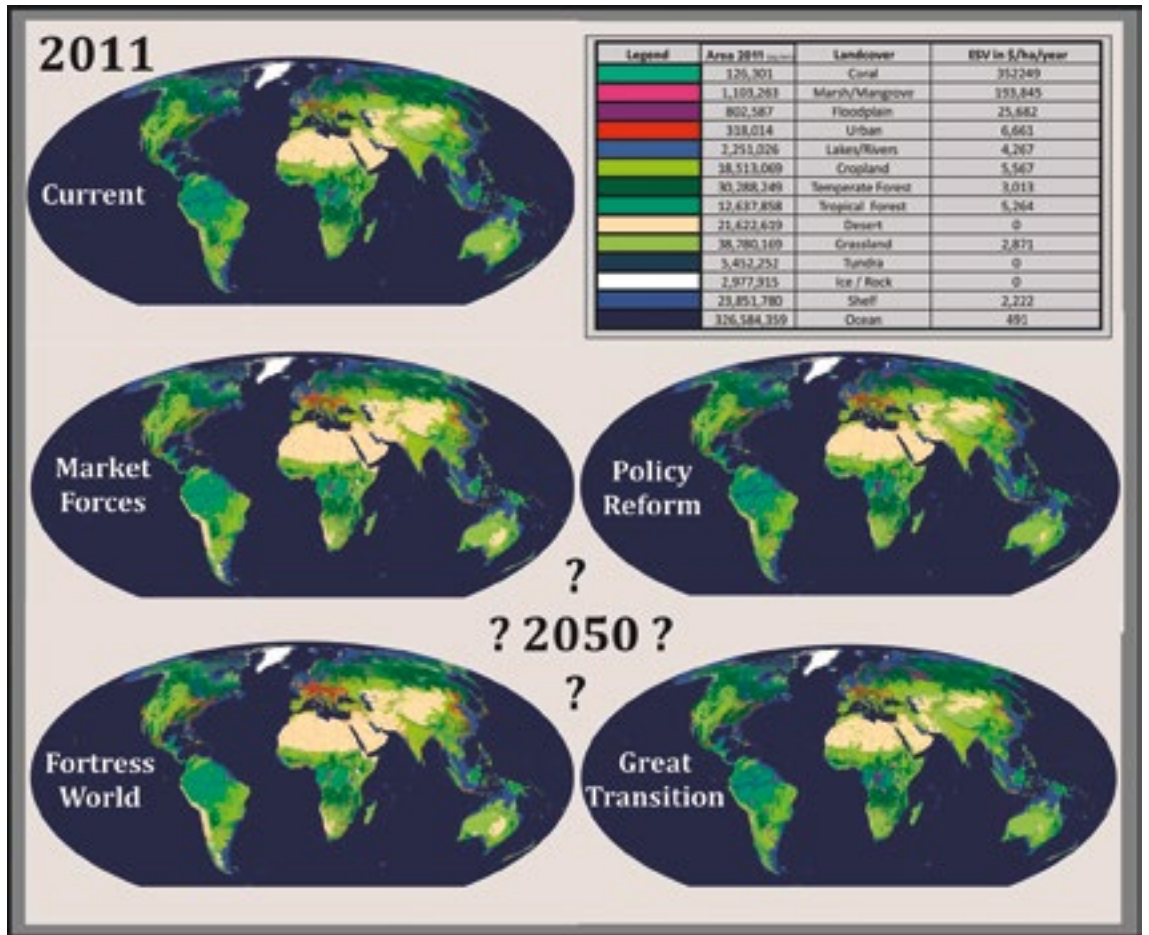 2011
Current
Legend Area 2011 Landcover ESV in $/ha/year
126,301 Coral 352249
1,103,263 Marsh/Mangrove 193,845
802,587 Floodplain 25,682
318,014 Urban 6,661
2,251,026 Lakes/Rivers 4,267
18,513,069 Cropland 5,567
30,288,249 Temperate Forest 3,013
12,637,858 Tropical Forest 5,264
21,622,619 Desert 0
38,780,169 Grassland 2,871
5,452,252 Tundra 0
2,977,915 Ice / Rock 0
23,851,780 Shelf 2,222
326,584,359 Ocean 491
Market
Forces
Policy
Reform
?
? 2050 ?
?
Fortress
World
Great
Transition